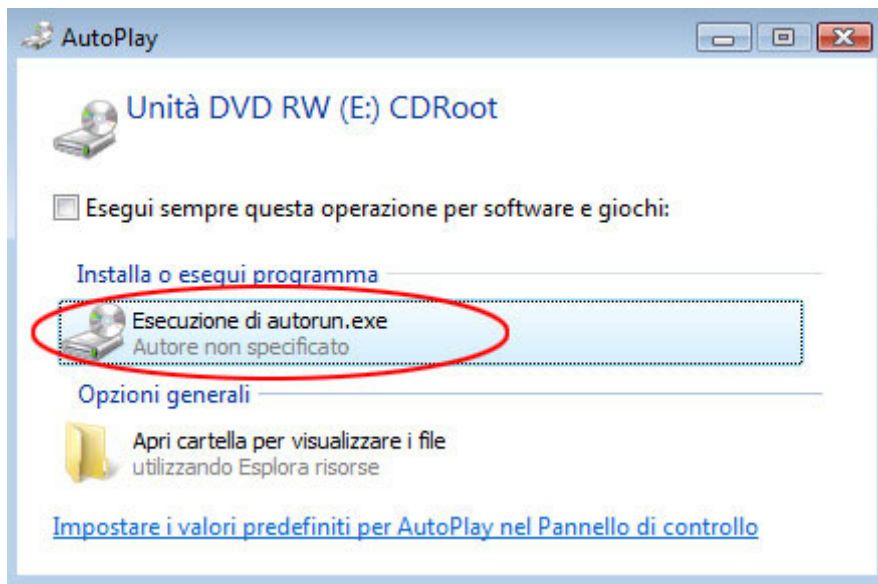 AutoPlay
Unità DVD RW (E:) CDRoot
Esegui sempre questa operazione per software e giochi:
Installa o esegui programma
Esecuzione di autorun.exe
Autore non specificato
Opzioni generali
Apri cartella per visualizzare i file
utilizzando Esplora risorse
Impostare i valori predefiniti per AutoPlay nel Pannello di controllo